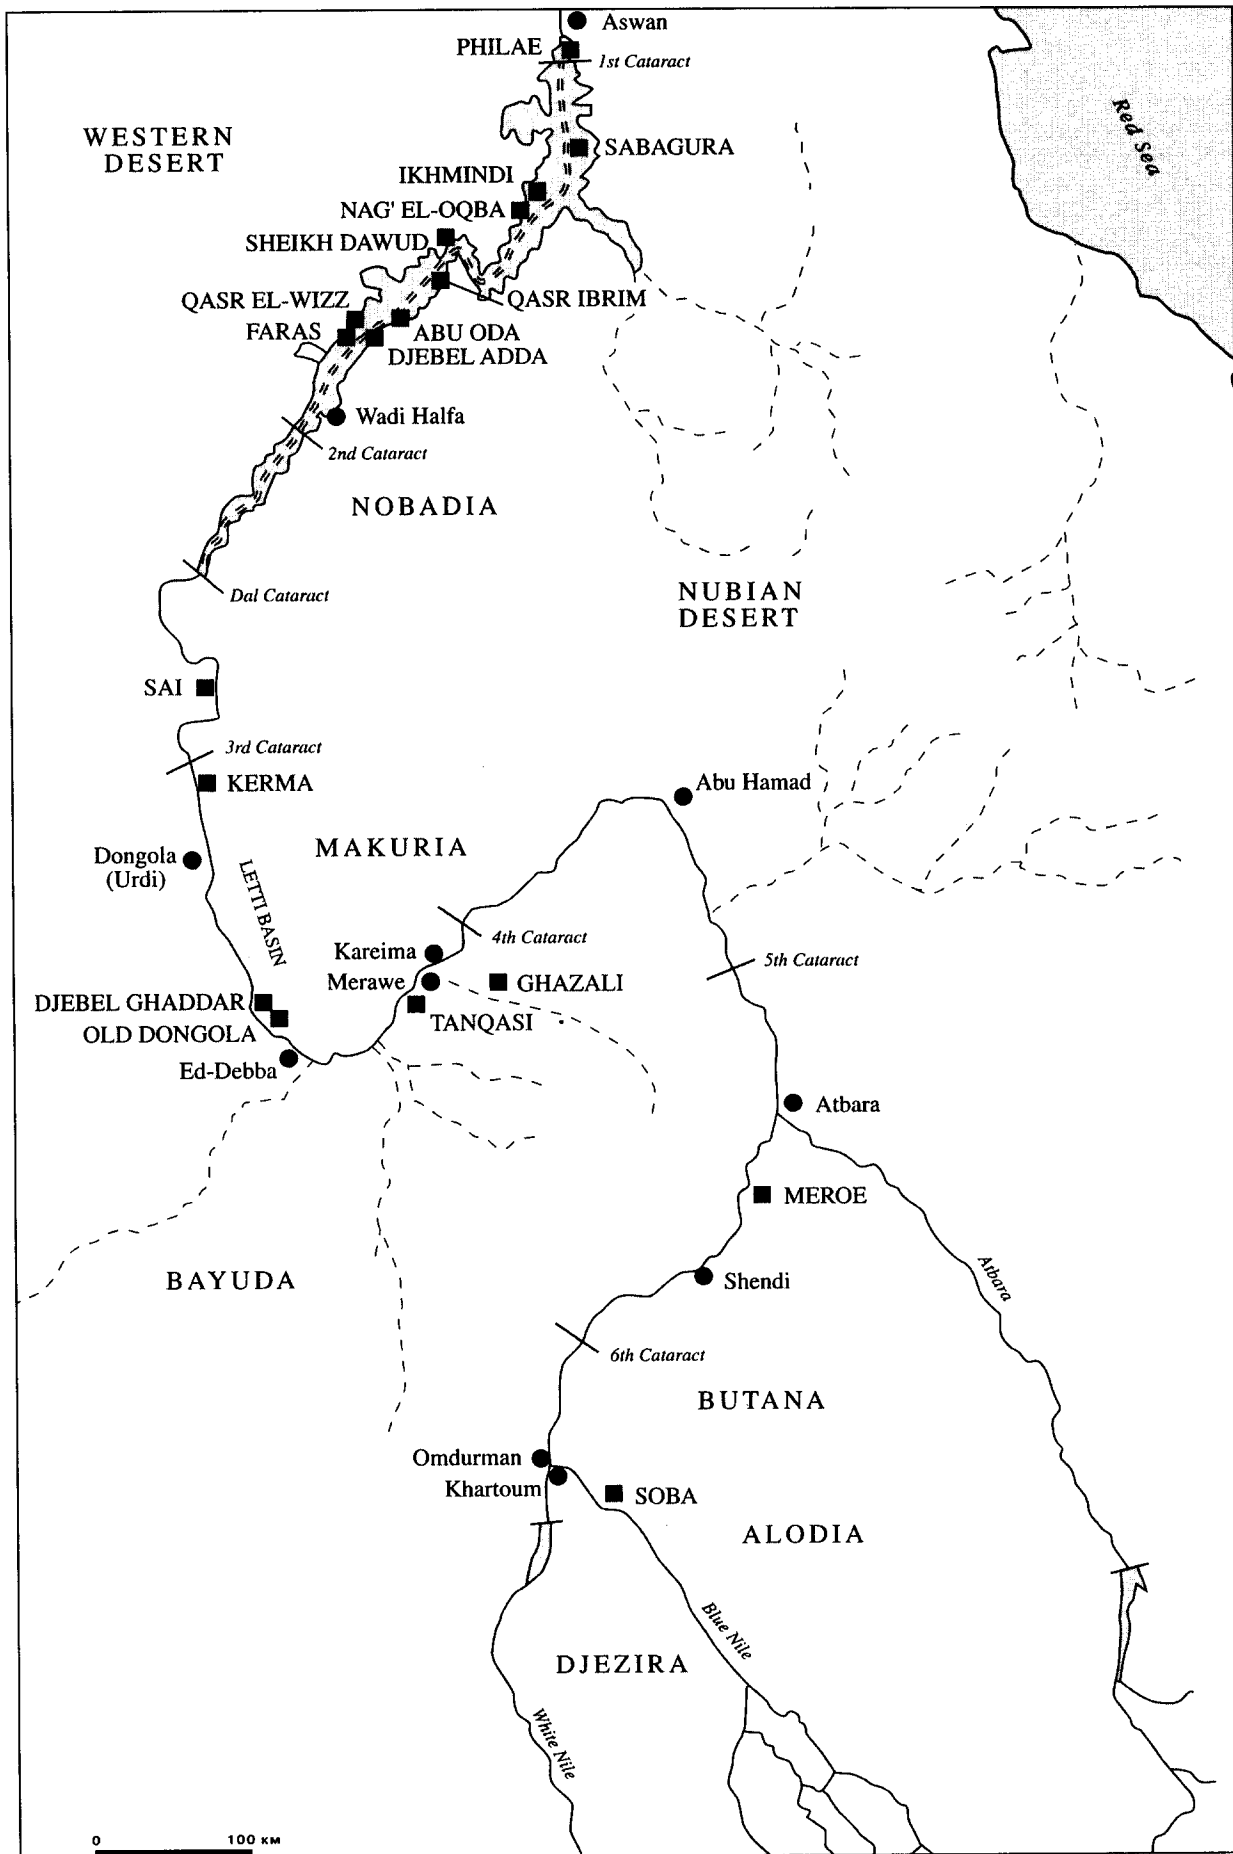 Aswan
PHILAE
1st Cataract
Red Sea
WESTERN
DESERT
SABAGURA
IKHMINDI
NAG' EL-OQBA
SHEIKH DAWUD
QASR IBRIM
QASR EL-WIZZ
FARAS
ABU ODA
DJEBEL ADDA
Wadi Halfa
2nd Cataract
NOBADIA
Dal Cataract
NUBIAN
DESERT
SAI
3rd Cataract
KERMA
Abu Hamad
MAKURIA
Dongola
(Urdi)
LETTI BASIN
4th Cataract
Kareima
5th Cataract
Merawe
GHAZALI
DJEBEL GHADDAR
TANQASI
OLD DONGOLA
Ed-Debba
Atbara
MEROE
BAYUDA
Shendi
Atbara
6th Cataract
BUTANA
Omdurman
Khartoum
SOBA
ALODIA
Blue Nile
DJEZIRA
White Nile
0 100 KM